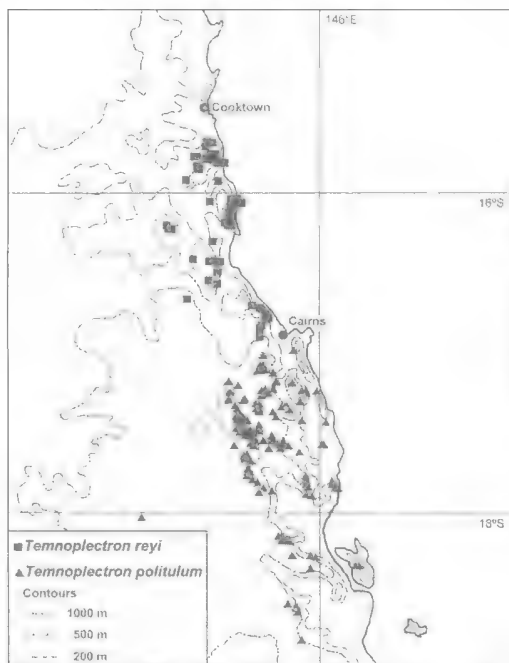 146°E
Cooktown
16°S
Cairns
18°S
Temnoplectron reyi
Temnoplectron politulum
Contours
1000 m
500 m
200 m